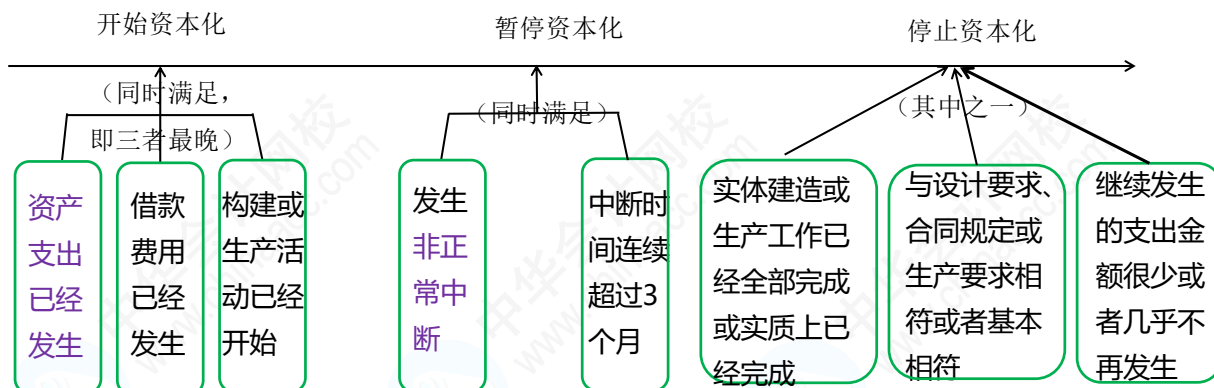 开始资本化
暂停资本化
停止资本化
（同时满足，
即三者最晚）
（同时满足）
（其中之一）
资产
支出
已经
发生
借款
费用
已经
发生
构建或
生产活
动已经
开始
发生
非正
常中
断
中断时
间连续
超过3
个月
实体建造或
生产工作已
经全部完成
或实质上已
经完成
与设计要求、
合同规定或
生产要求相
符或者基本
相符
继续发生
的支出金
额很少或
者几乎不
再发生